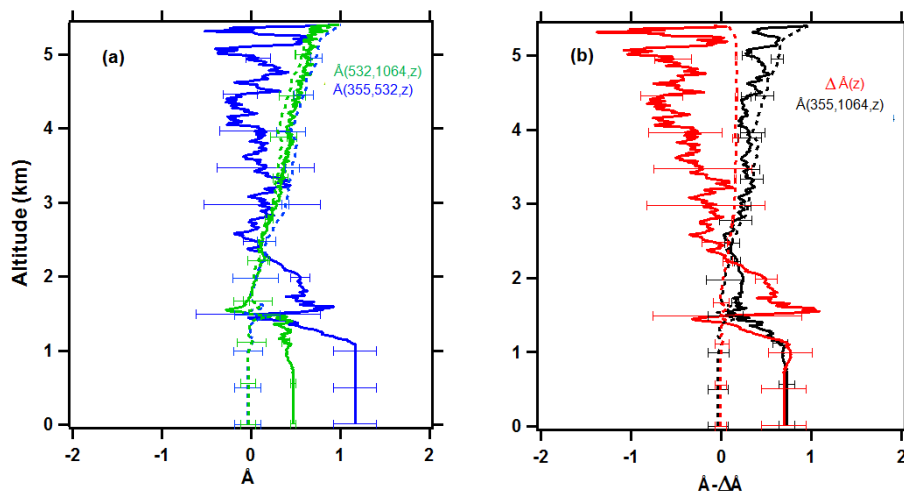 (a)
Å(532,1064,z)
Å(355,532,z)
Altitude (km)
5
4
3
2
1
0
-2
-1
0
1
2
Å
(b)
Δ Å(z)
Å(355,1064,z)
5
4
3
2
1
0
-2
-1
0
1
2
Å-ΔÅ